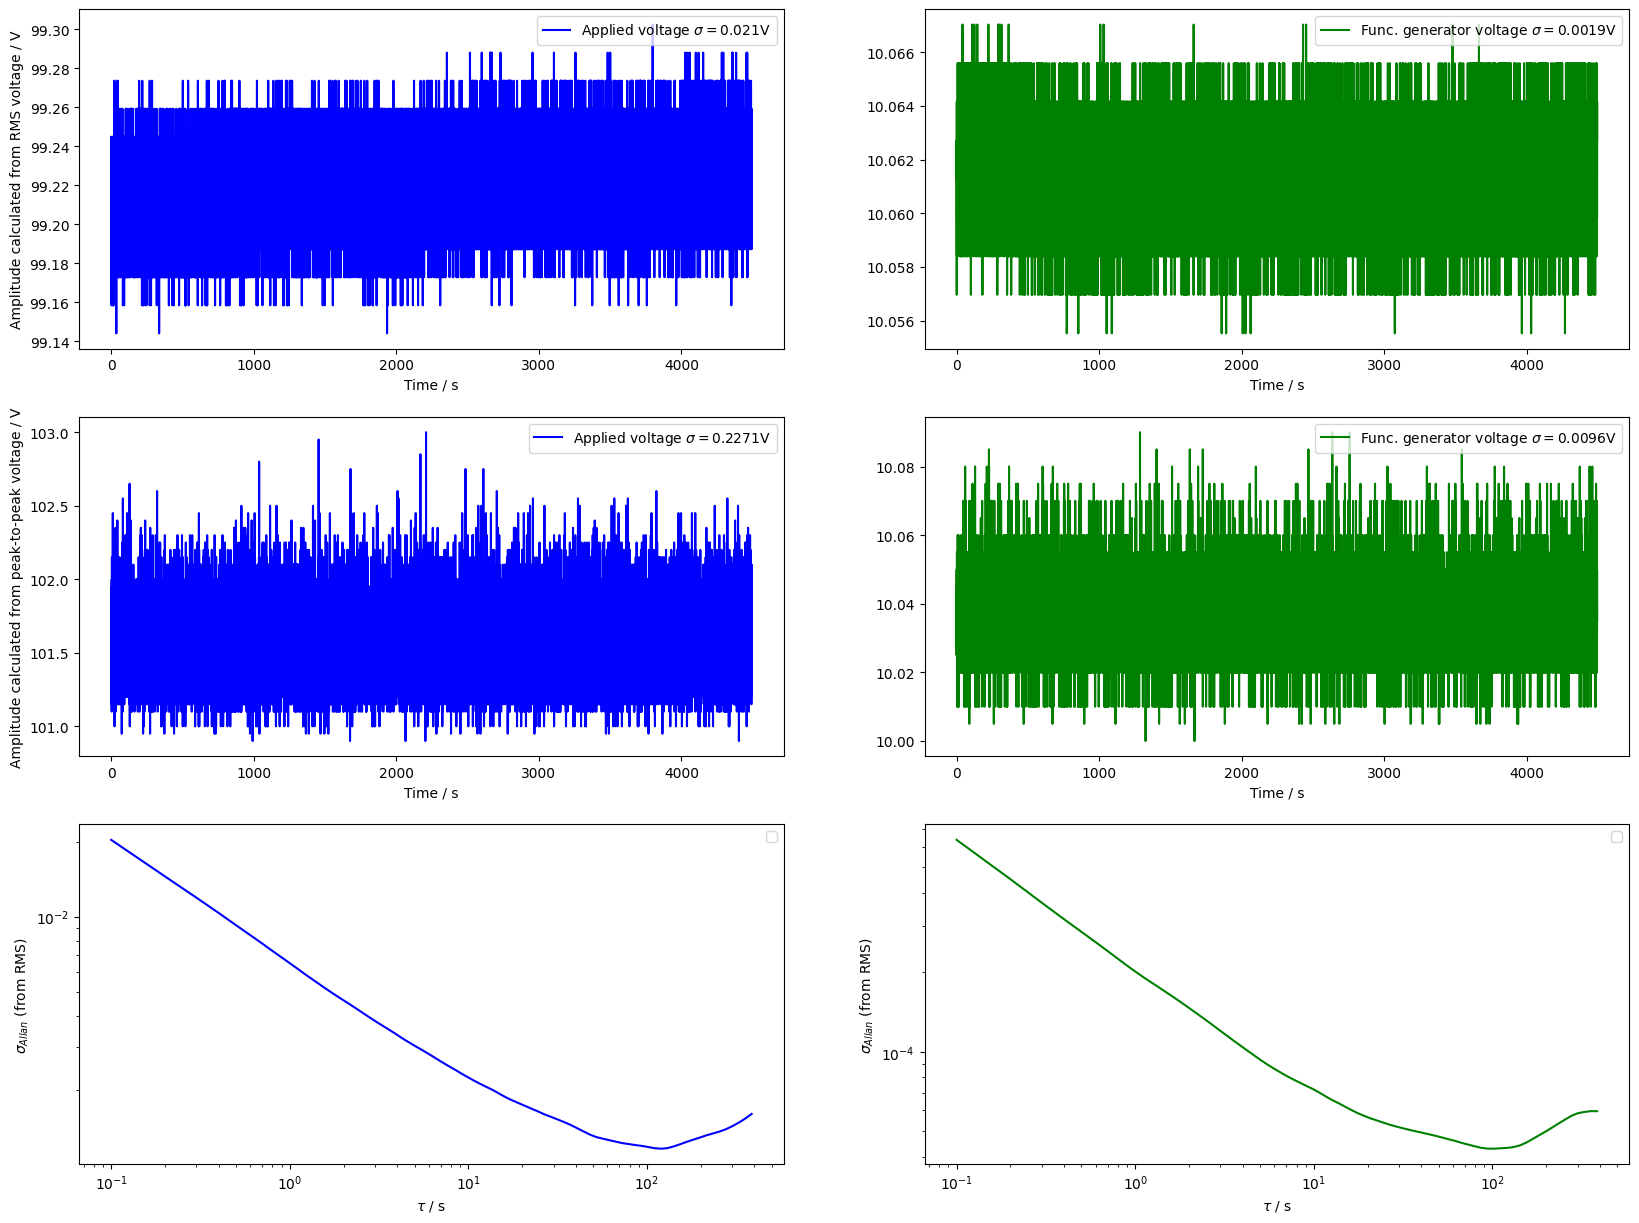 Applied voltage σ = 0.021V
Amplitude calculated from RMS voltage / V
99.30
99.28
99.26
99.24
99.22
99.20
99.18
99.16
99.14
0 1000 2000 3000 4000
Time / s
Func. generator voltage σ = 0.0019V
10.066
10.064
10.062
10.060
10.058
10.056
0 1000 2000 3000 4000
Time / s
Applied voltage σ = 0.2271V
Amplitude calculated from peak-to-peak voltage / V
103.0
102.5
102.0
101.5
101.0
0 1000 2000 3000 4000
Time / s
Func. generator voltage σ = 0.0096V
10.08
10.06
10.04
10.02
10.00
0 1000 2000 3000 4000
Time / s
σ_Allan (from RMS)
10⁻²
10⁻¹ 10⁰ 10¹ 10²
τ / s
σ_Allan (from RMS)
10⁻⁴
10⁻¹ 10⁰ 10¹ 10²
τ / s